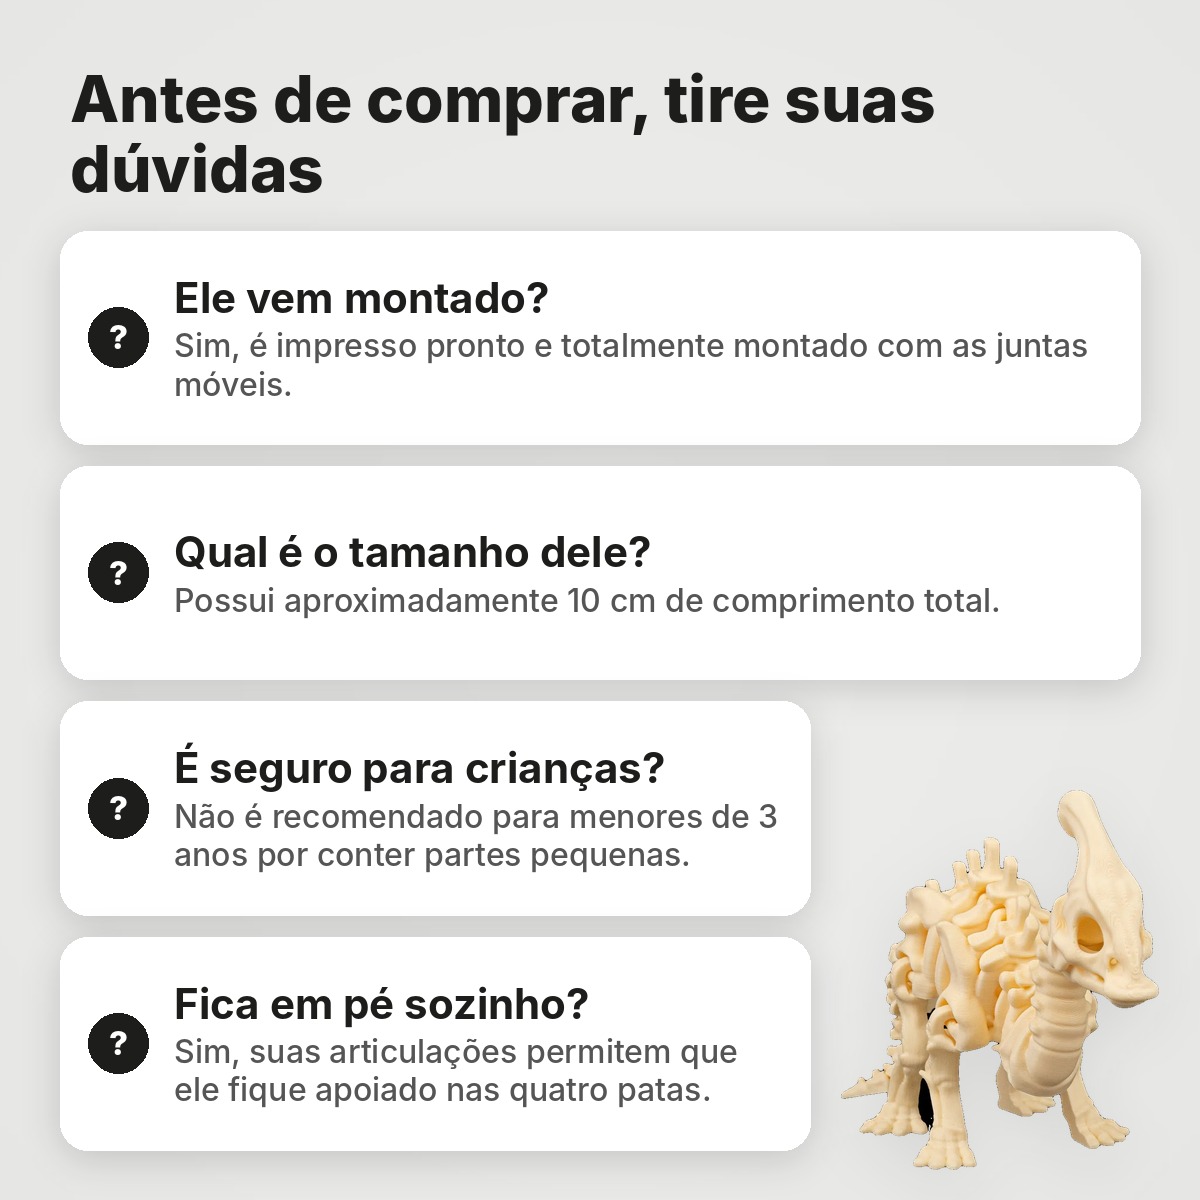 Antes de comprar, tire suas
dúvidas
?
Ele vem montado?
Sim, é impresso pronto e totalmente montado com as juntas
móveis.
?
Qual é o tamanho dele?
Possui aproximadamente 10 cm de comprimento total.
?
É seguro para crianças?
Não é recomendado para menores de 3
anos por conter partes pequenas.
?
Fica em pé sozinho?
Sim, suas articulações permitem que
ele fique apoiado nas quatro patas.